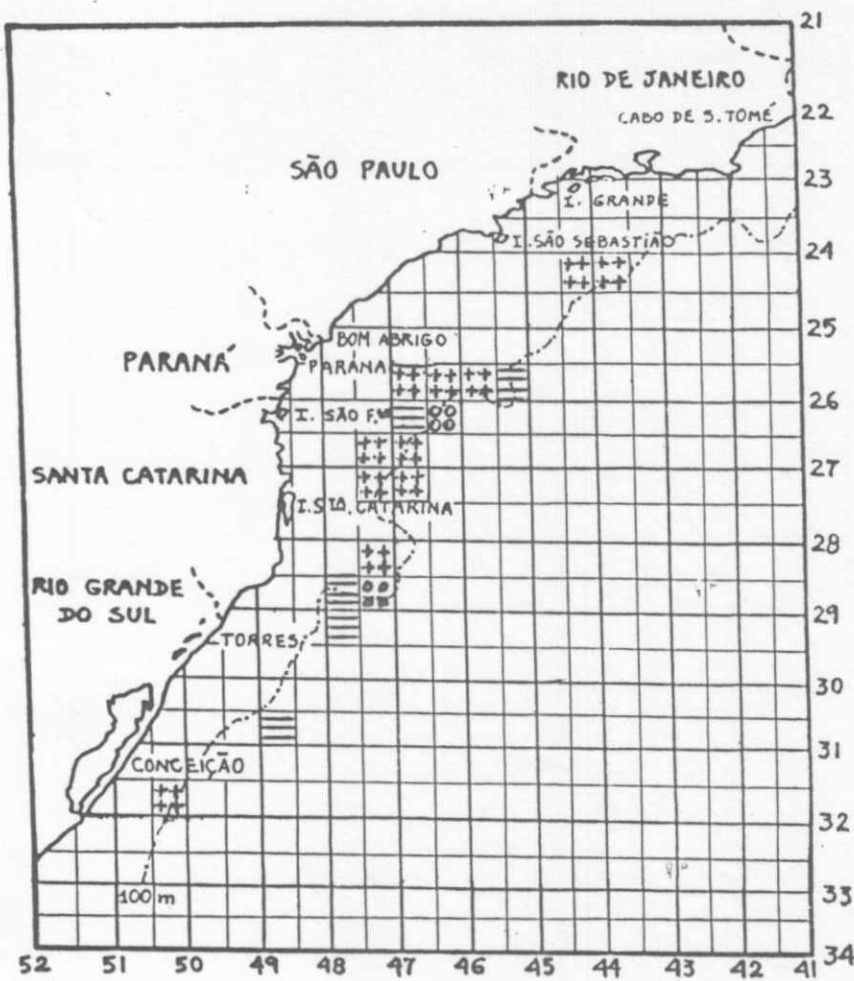 21
RIO DE JANEIRO
CABO DE S. TOMÉ
22
SÃO PAULO
23
I. GRANDE
I. SÃO SEBASTIÃO
24
25
BOM ABRIGO
PARANÁ
PARANÁ
26
I. SÃO F.co
27
SANTA CATARINA
I. STA. CATARINA
28
RIO GRANDE
DO SUL
29
TORRES
30
31
CONCEIÇÃO
32
100 m
33
34
52 51 50 49 48 47 46 45 44 43 42 41